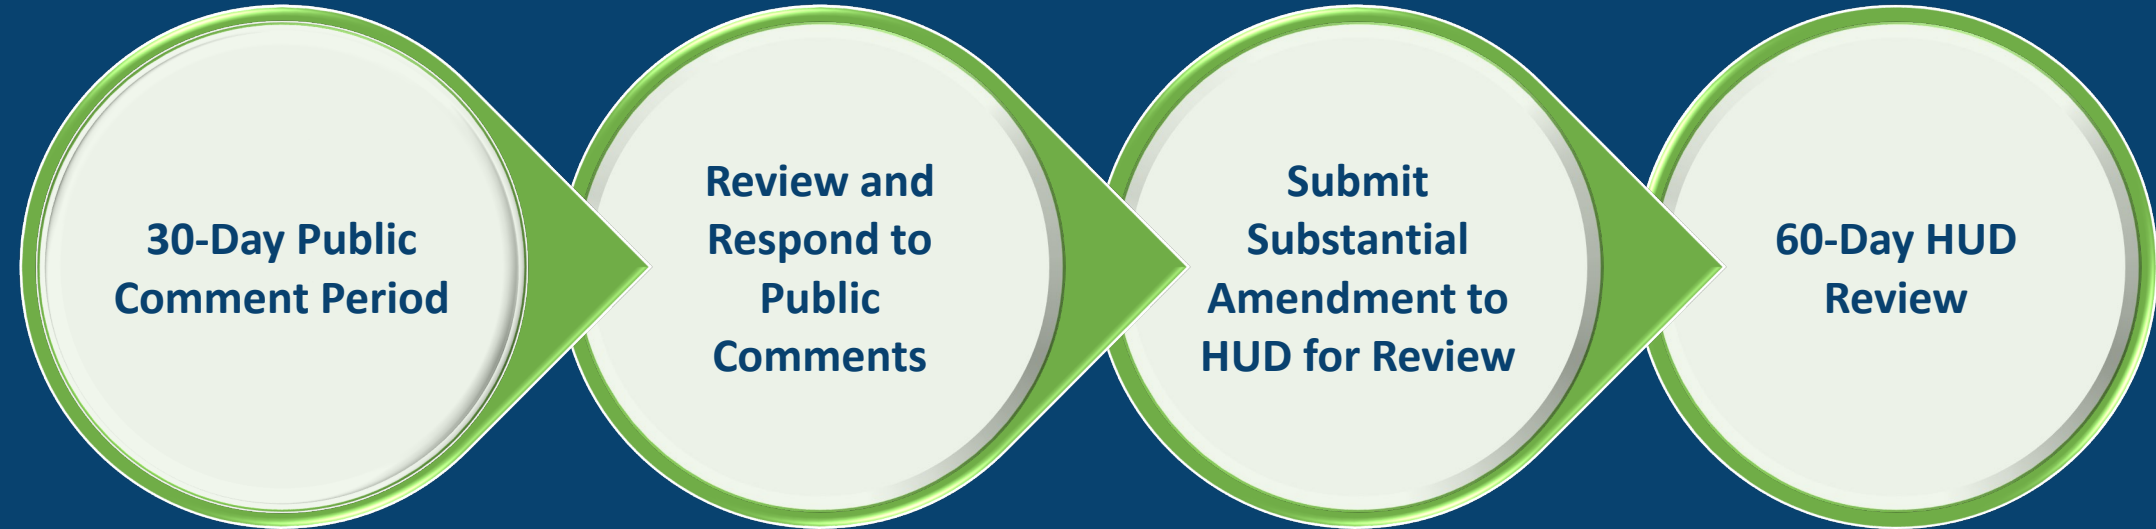 30-Day Public
Comment Period
Review and
Respond to
Public
Comments
Submit
Substantial
Amendment to
HUD for Review
60-Day HUD
Review